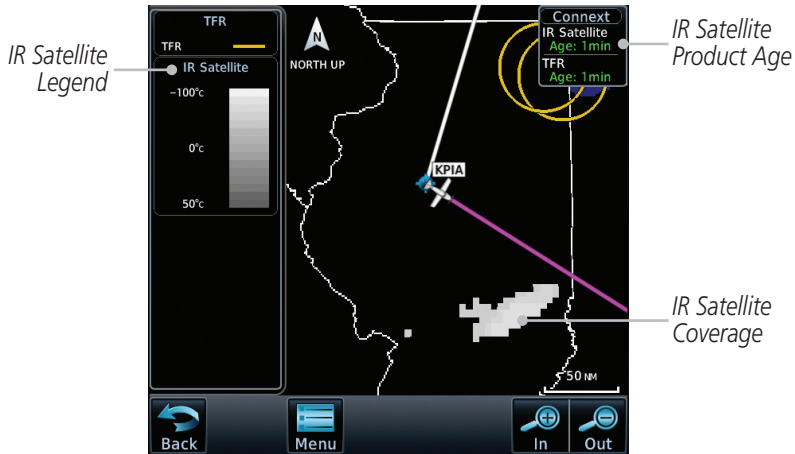 IR Satellite
Legend
TFR
TFR
IR Satellite
-100°c
0°c
50°c
N
NORTH UP
KPIA
Connext
IR Satellite
Age: 1min
TFR
Age: 1min
IR Satellite
Product Age
IR Satellite
Coverage
50 NM
Back
Menu
In
Out